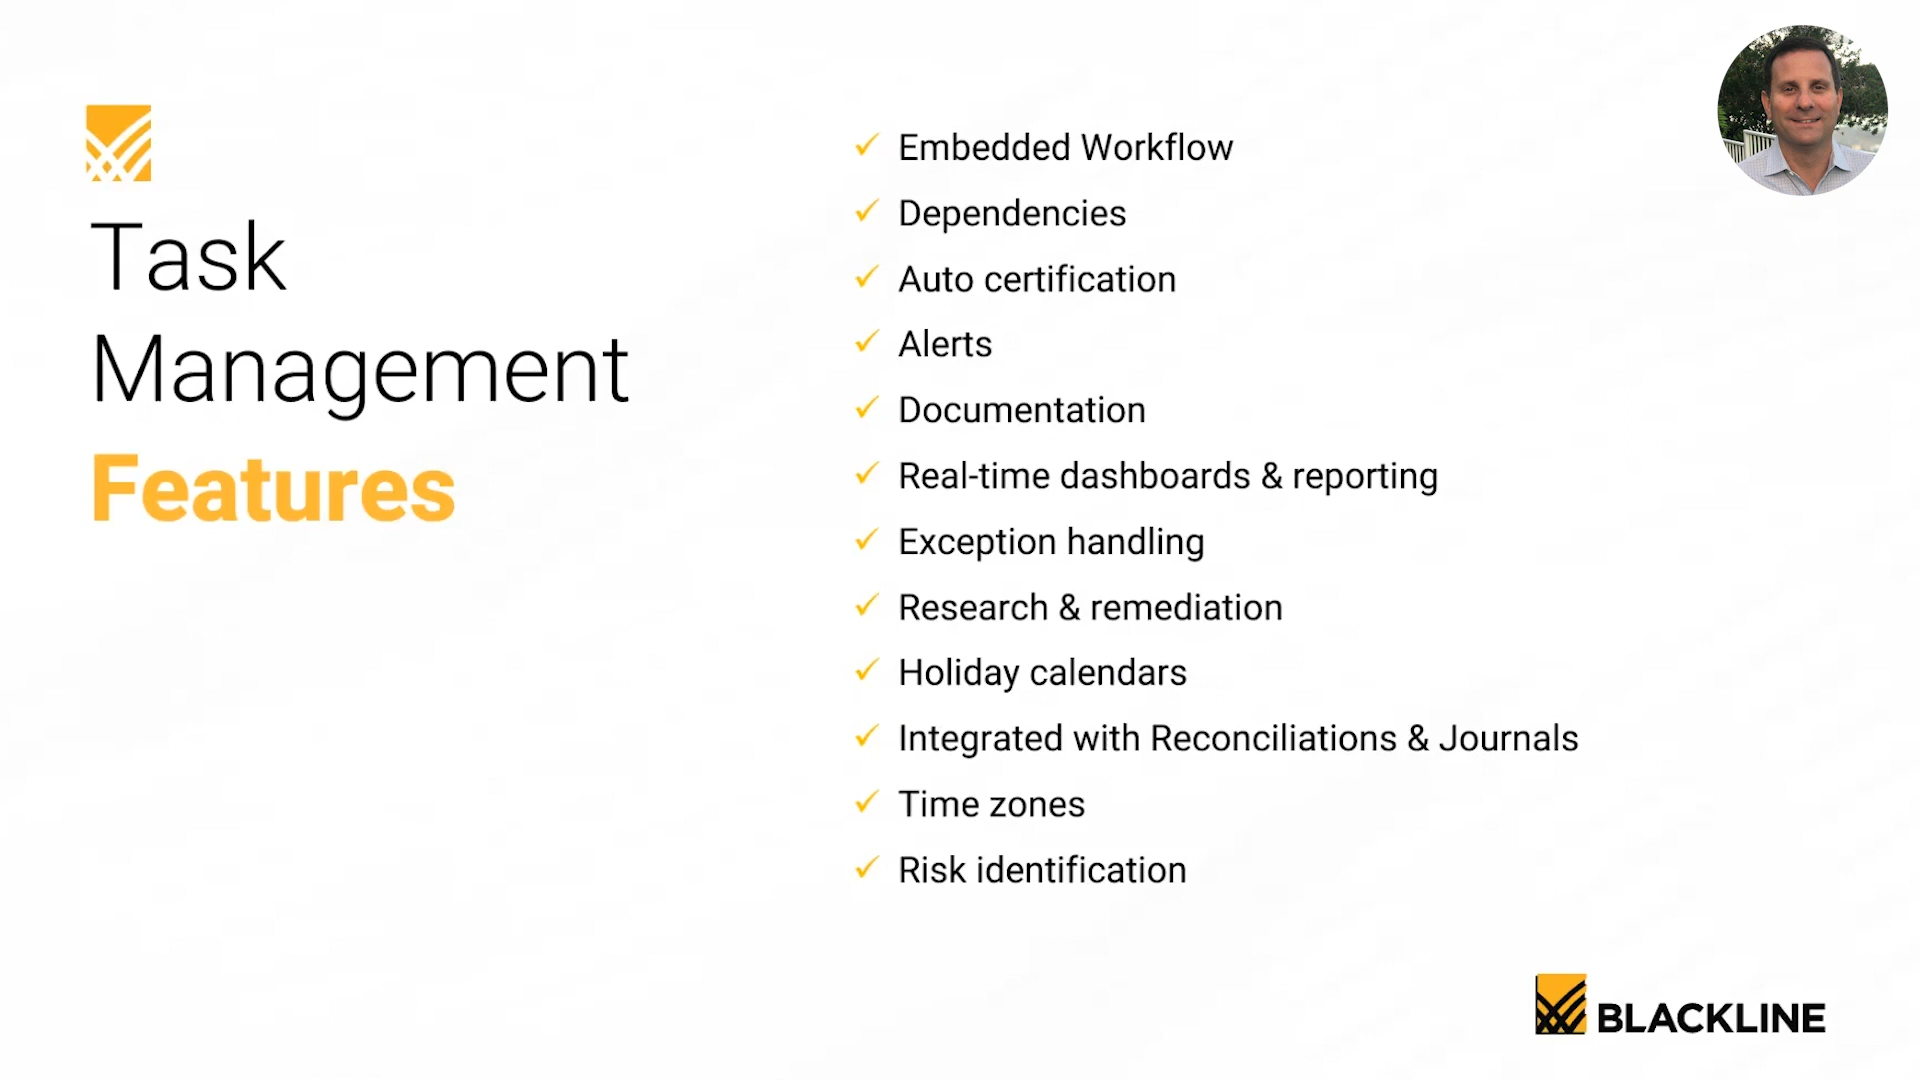 Task
Management
Features
Embedded Workflow
Dependencies
Auto certification
Alerts
Documentation
Real-time dashboards & reporting
Exception handling
Research & remediation
Holiday calendars
Integrated with Reconciliations & Journals
Time zones
Risk identification
BLACKLINE